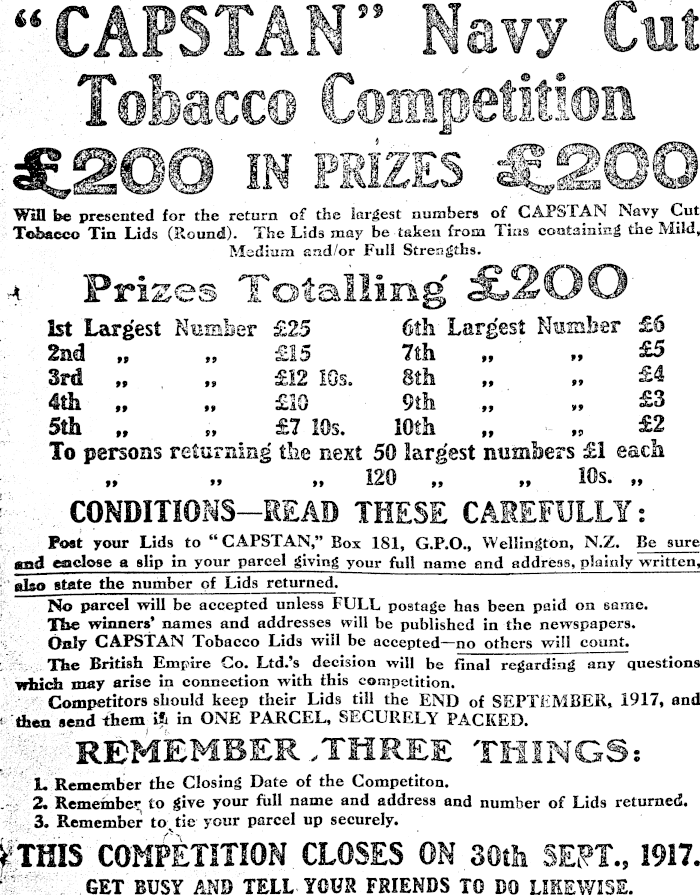 "CAPSTAN" Navy Cut
Tobacco Competition
£200 IN PRIZES £200
Will be presented for the return of the largest numbers of CAPSTAN Navy Cut
Tobacco Tin Lids (Round). The Lids may be taken from Tins containing the Mild,
Medium and/or Full Strengths.
Prizes Totalling £200
1st Largest Number £25 6th Largest Number £6
2nd „ „ £15 7th „ „ £5
3rd „ „ £12 10s. 8th „ „ £4
4th „ „ £10 9th „ „ £3
5th „ „ £7 10s. 10th „ „ £2
To persons returning the next 50 largest numbers £1 each
„ „ „ 120 „ „ 10s. „
CONDITIONS—READ THESE CAREFULLY:
Post your Lids to "CAPSTAN," Box 181, G.P.O., Wellington, N.Z. Be sure
and enclose a slip in your parcel giving your full name and address, plainly written,
also state the number of Lids returned.
No parcel will be accepted unless FULL postage has been paid on same.
The winners' names and addresses will be published in the newspapers.
Only CAPSTAN Tobacco Lids will be accepted—no others will count.
The British Empire Co. Ltd.'s decision will be final regarding any questions
which may arise in connection with this competition.
Competitors should keep their Lids till the END of SEPTEMBER, 1917, and
then send them in in ONE PARCEL, SECURELY PACKED.
REMEMBER THREE THINGS:
1. Remember the Closing Date of the Competiton.
2. Remember to give your full name and address and number of Lids returned.
3. Remember to tie your parcel up securely.
THIS COMPETITION CLOSES ON 30th SEPT., 1917.
GET BUSY AND TELL YOUR FRIENDS TO DO LIKEWISE.